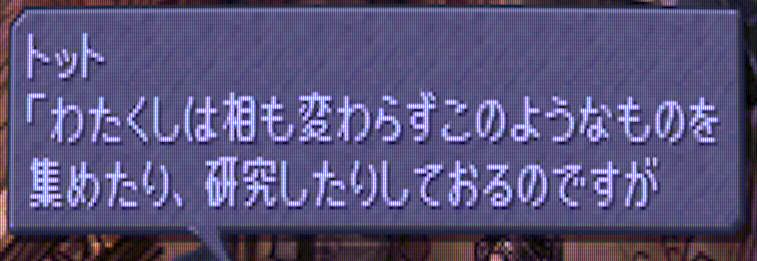 トット
「わたくしは相も変わらずこのようなものを
集めたり、研究したりしておるのですが